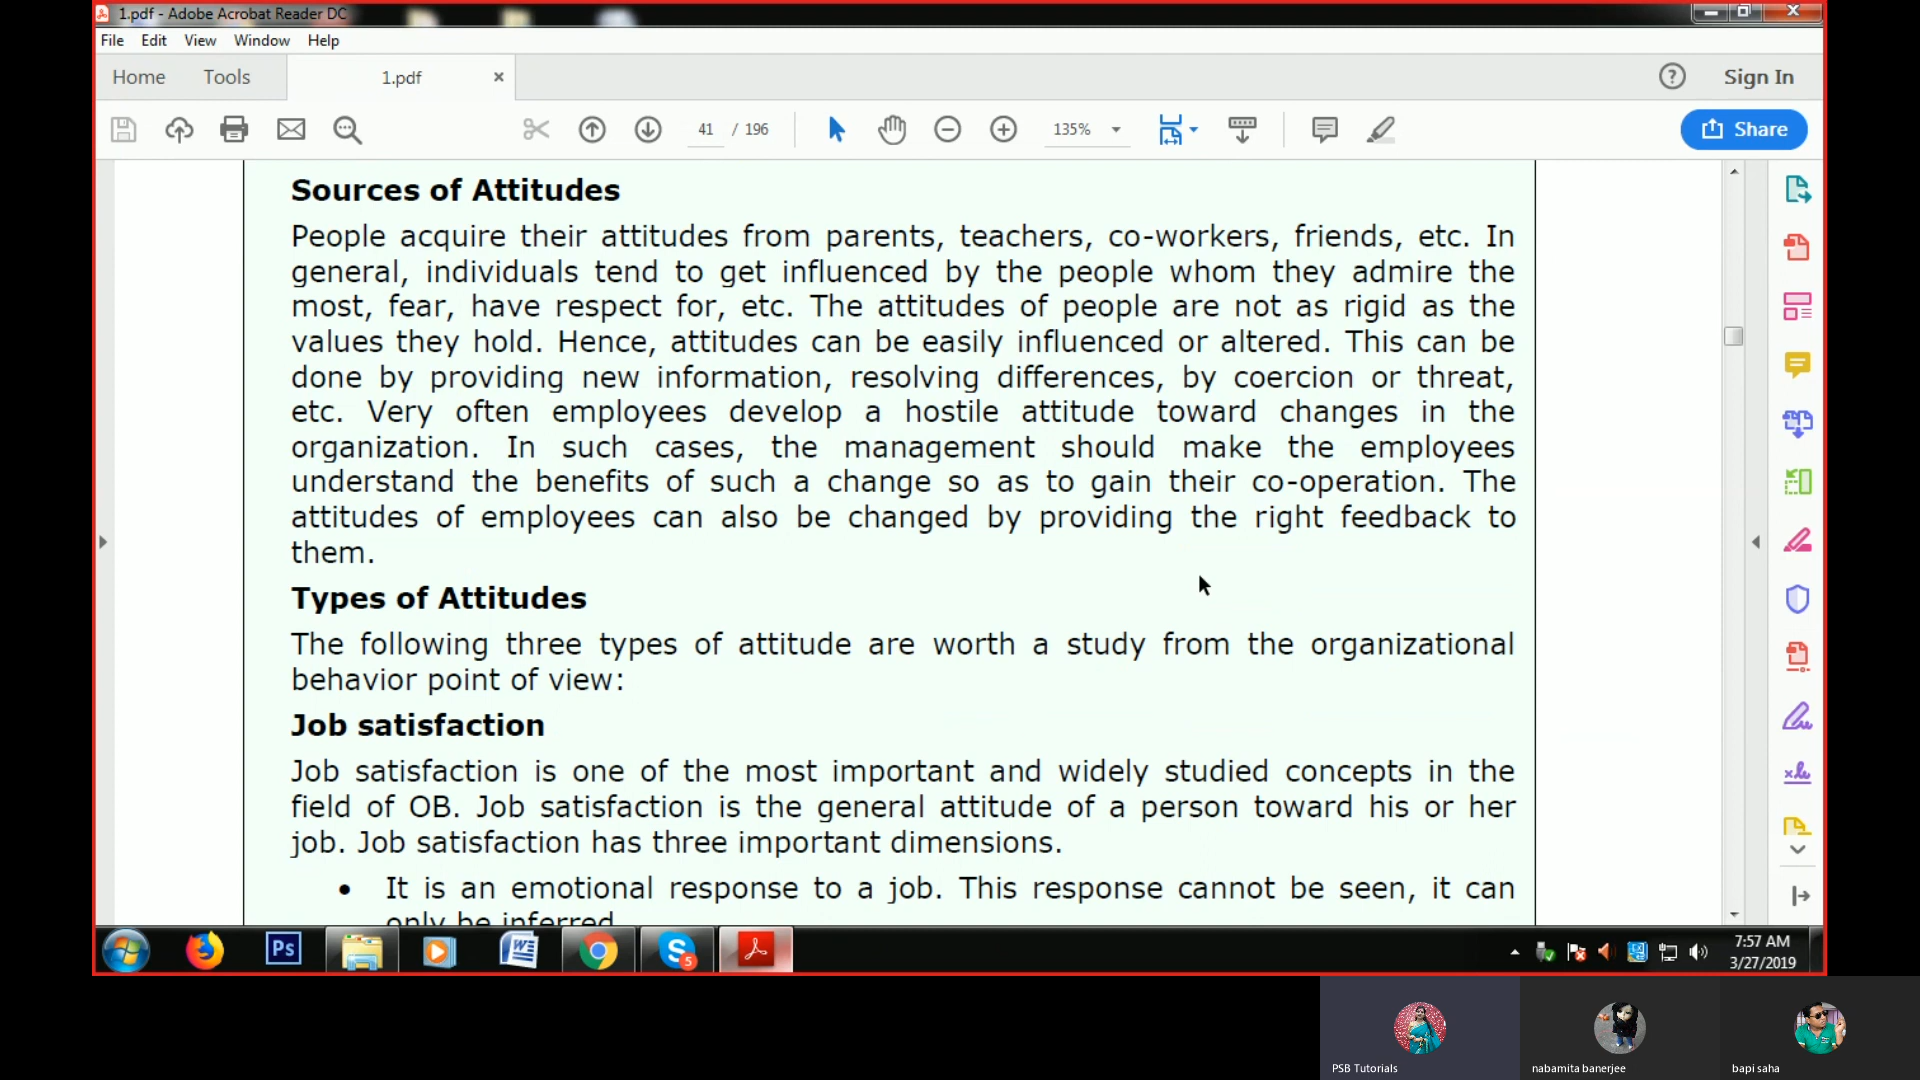 1.pdf - Adobe Acrobat Reader DC
File Edit View Window Help
Home Tools 1.pdf × Sign In
41 / 196 135% Share
Sources of Attitudes
People acquire their attitudes from parents, teachers, co-workers, friends, etc. In
general, individuals tend to get influenced by the people whom they admire the
most, fear, have respect for, etc. The attitudes of people are not as rigid as the
values they hold. Hence, attitudes can be easily influenced or altered. This can be
done by providing new information, resolving differences, by coercion or threat,
etc. Very often employees develop a hostile attitude toward changes in the
organization. In such cases, the management should make the employees
understand the benefits of such a change so as to gain their co-operation. The
attitudes of employees can also be changed by providing the right feedback to
them.
Types of Attitudes
The following three types of attitude are worth a study from the organizational
behavior point of view:
Job satisfaction
Job satisfaction is one of the most important and widely studied concepts in the
field of OB. Job satisfaction is the general attitude of a person toward his or her
job. Job satisfaction has three important dimensions.
• It is an emotional response to a job. This response cannot be seen, it can
only be inferred.
Ps
5
7:57 AM
3/27/2019
PSB Tutorials
nabamita banerjee
bapi saha